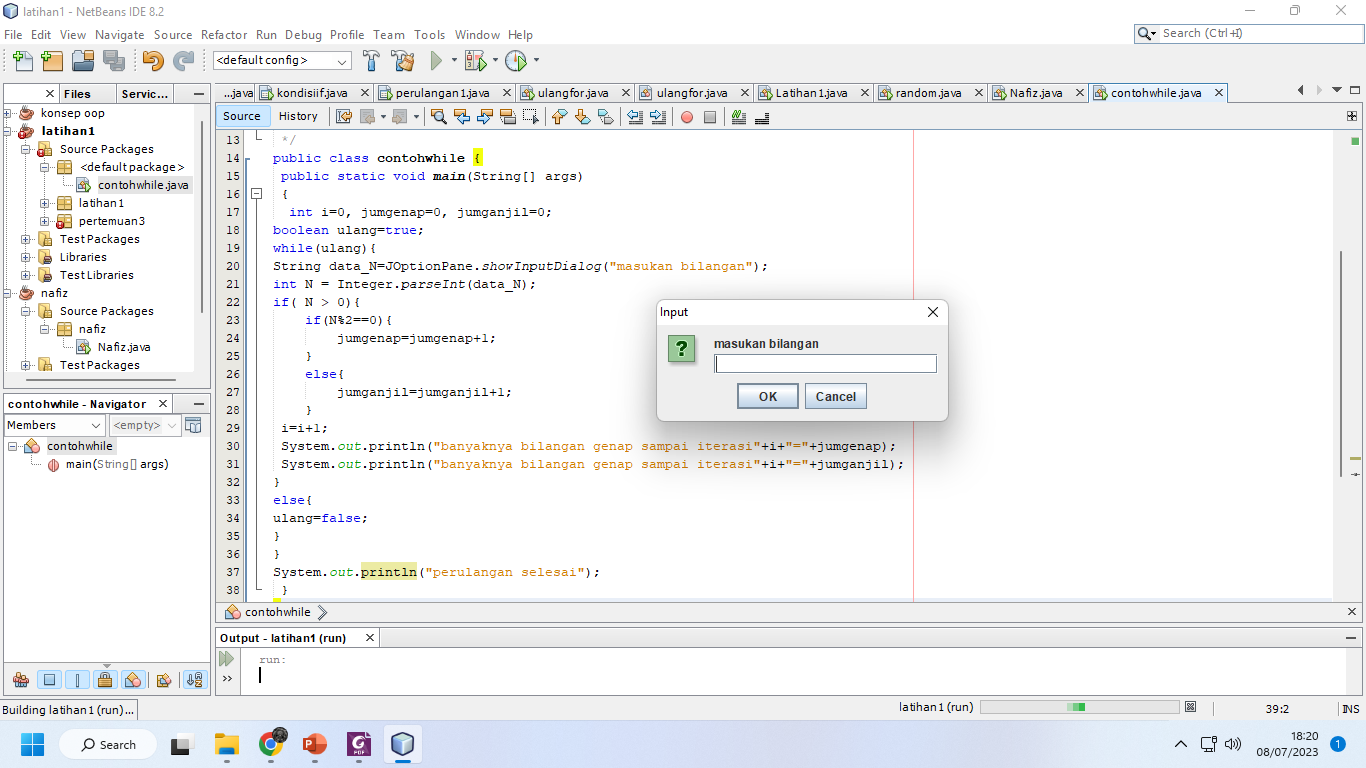 latihan1 - NetBeans IDE 8.2
File Edit View Navigate Source Refactor Run Debug Profile Team Tools Window Help
Search (Ctrl+I)
<default config>
Files Servic...
...java kondisiif.java perulangan1.java ulangfor.java ulangfor.java Latihan1.java random.java Nafiz.java contohwhile.java
Source History
konsep oop
latihan1
Source Packages
<default package>
contohwhile.java
latihan1
pertemuan3
Test Packages
Libraries
Test Libraries
nafiz
Source Packages
nafiz
Nafiz.java
Test Packages
contohwhile - Navigator
Members <empty>
contohwhile
main(String[] args)
13 */
14 public class contohwhile {
15 public static void main(String[] args)
16 {
17 int i=0, jumgenap=0, jumganjil=0;
18 boolean ulang=true;
19 while(ulang){
20 String data_N=JOptionPane.showInputDialog("masukan bilangan");
21 int N = Integer.parseInt(data_N);
22 if( N > 0){
23 if(N%2==0){
24 jumgenap=jumgenap+1;
25 }
26 else{
27 jumganjil=jumganjil+1;
28 }
29 i=i+1;
30 System.out.println("banyaknya bilangan genap sampai iterasi"+i+"="+jumgenap);
31 System.out.println("banyaknya bilangan genap sampai iterasi"+i+"="+jumganjil);
32 }
33 else{
34 ulang=false;
35 }
36 }
37 System.out.println("perulangan selesai");
38 }
Input
masukan bilangan
OK Cancel
contohwhile
Output - latihan1 (run)
run:
Building latihan1 (run)...
latihan1 (run)
39:2 INS
Search
18:20
08/07/2023
1